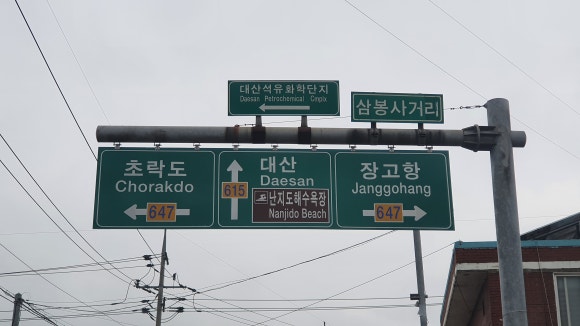 대산석유화학단지
Daesan Petrochemical Cmplx
삼봉사거리
초락도
Chorakdo
647
대산
Daesan
615
난지도해수욕장
Nanjido Beach
장고항
Janggohang
647